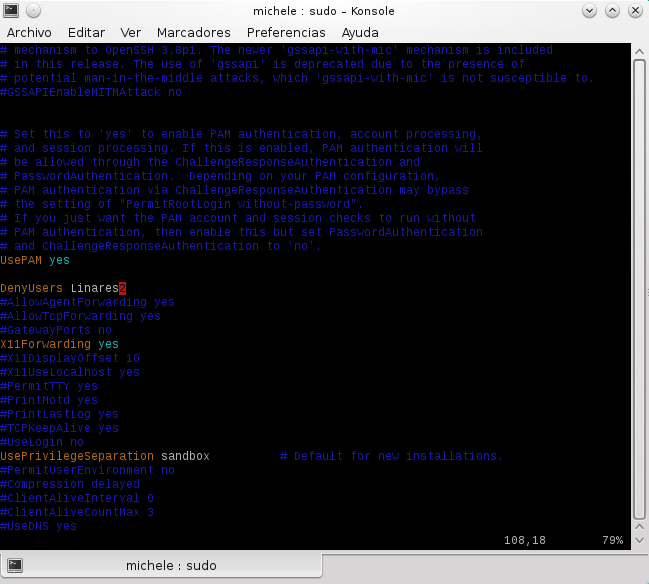 michele : sudo – Konsole
Archivo Editar Ver Marcadores Preferencias Ayuda
# mechanism to OpenSSH 3.8p1. The newer 'gssapi-with-mic' mechanism is included
# in this release. The use of 'gssapi' is deprecated due to the presence of
# potential man-in-the-middle attacks, which 'gssapi-with-mic' is not susceptible to.
#GSSAPIEnableMITMAttack no
# Set this to 'yes' to enable PAM authentication, account processing,
# and session processing. If this is enabled, PAM authentication will
# be allowed through the ChallengeResponseAuthentication and
# PasswordAuthentication.  Depending on your PAM configuration,
# PAM authentication via ChallengeResponseAuthentication may bypass
# the setting of "PermitRootLogin without-password".
# If you just want the PAM account and session checks to run without
# PAM authentication, then enable this but set PasswordAuthentication
# and ChallengeResponseAuthentication to 'no'.
UsePAM yes
DenyUsers Linares2
#AllowAgentForwarding yes
#AllowTcpForwarding yes
#GatewayPorts no
X11Forwarding yes
#X11DisplayOffset 10
#X11UseLocalhost yes
#PermitTTY yes
#PrintMotd yes
#PrintLastLog yes
#TCPKeepAlive yes
#UseLogin no
UsePrivilegeSeparation sandbox          # Default for new installations.
#PermitUserEnvironment no
#Compression delayed
#ClientAliveInterval 0
#ClientAliveCountMax 3
#UseDNS yes
108,18 79%
michele : sudo